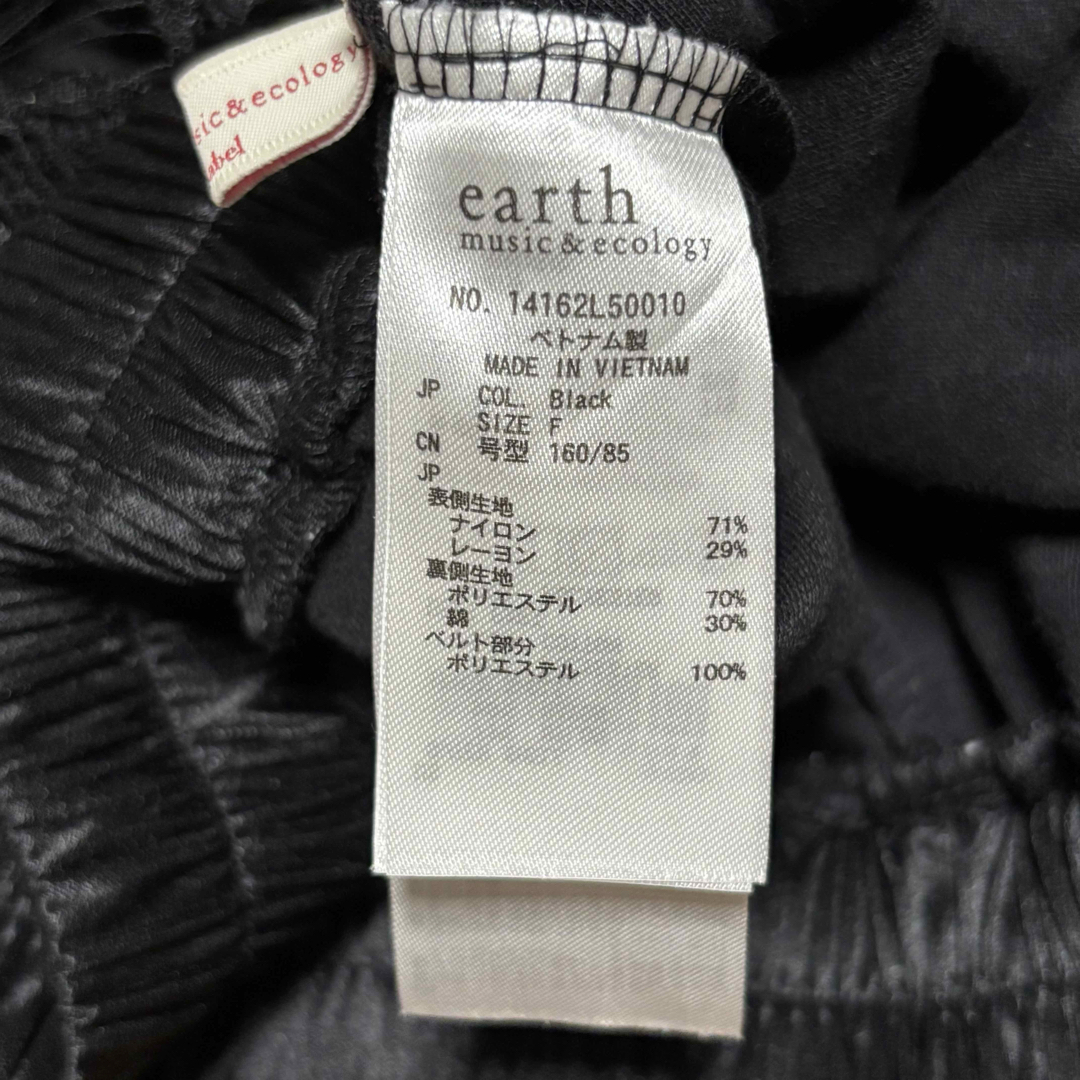 sic & ecology
abel
earth
music & ecology
NO. 14162L50010
ベトナム製
MADE IN VIETNAM
JP COL. Black
SIZE F
CN 号型 160/85
JP
表側生地
ナイロン 71%
レーヨン 29%
裏側生地
ポリエステル 70%
綿 30%
ベルト部分
ポリエステル 100%